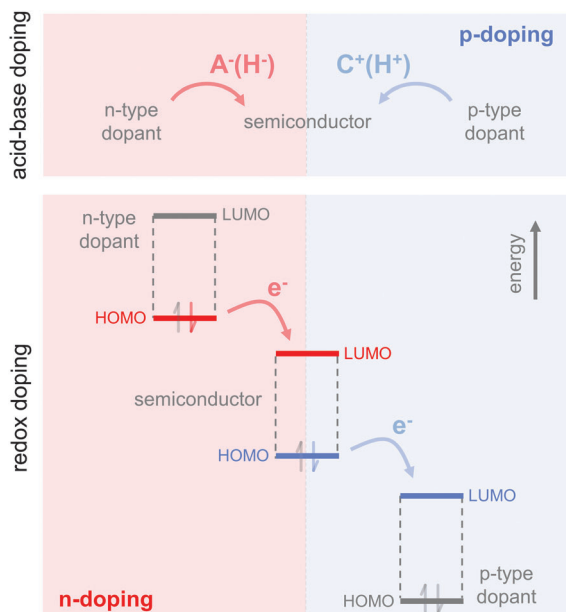 acid-base doping
p-doping
A⁻(H⁻)
C⁺(H⁺)
n-type
dopant
semiconductor
p-type
dopant
redox doping
n-type
dopant
LUMO
energy
e⁻
HOMO
LUMO
semiconductor
e⁻
HOMO
LUMO
p-type
dopant
HOMO
n-doping